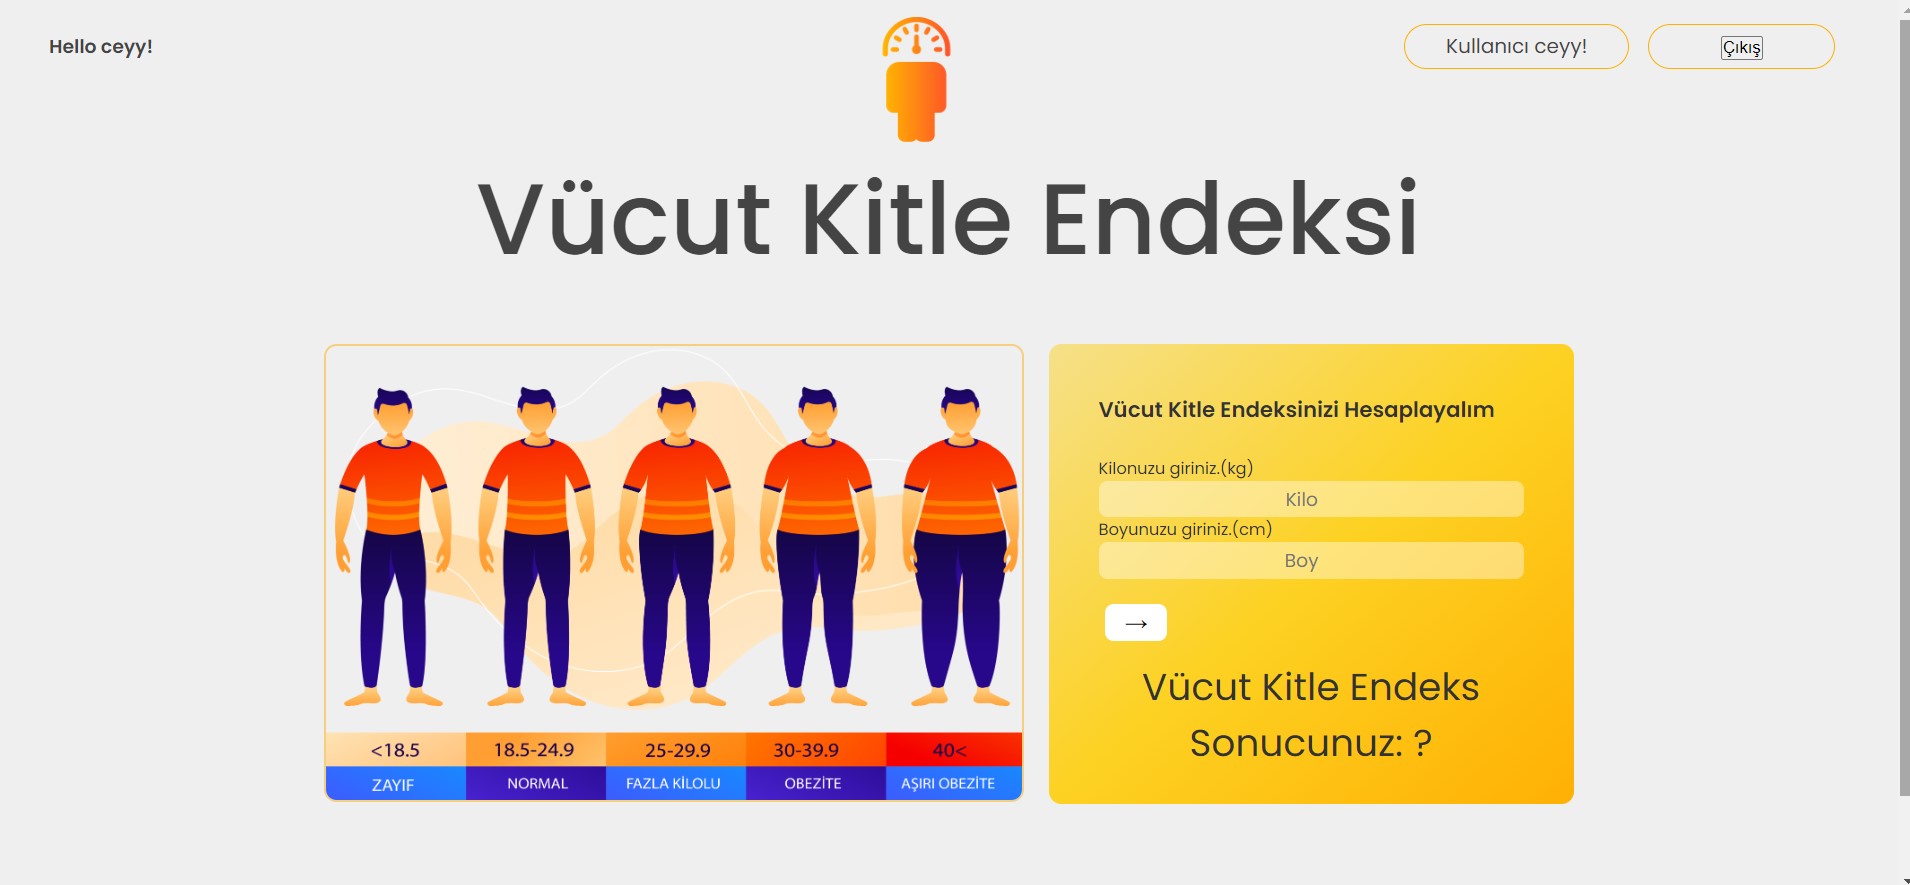 Hello ceyy!
Kullanıcı ceyy!
Çıkış
Vücut Kitle Endeksi
<18.5 18.5-24.9 25-29.9 30-39.9 40<
ZAYIF NORMAL FAZLA KİLOLU OBEZİTE AŞIRI OBEZİTE
Vücut Kitle Endeksinizi Hesaplayalım
Kilonuzu giriniz.(kg)
Kilo
Boyunuzu giriniz.(cm)
Boy
→
Vücut Kitle Endeks
Sonucunuz: ?